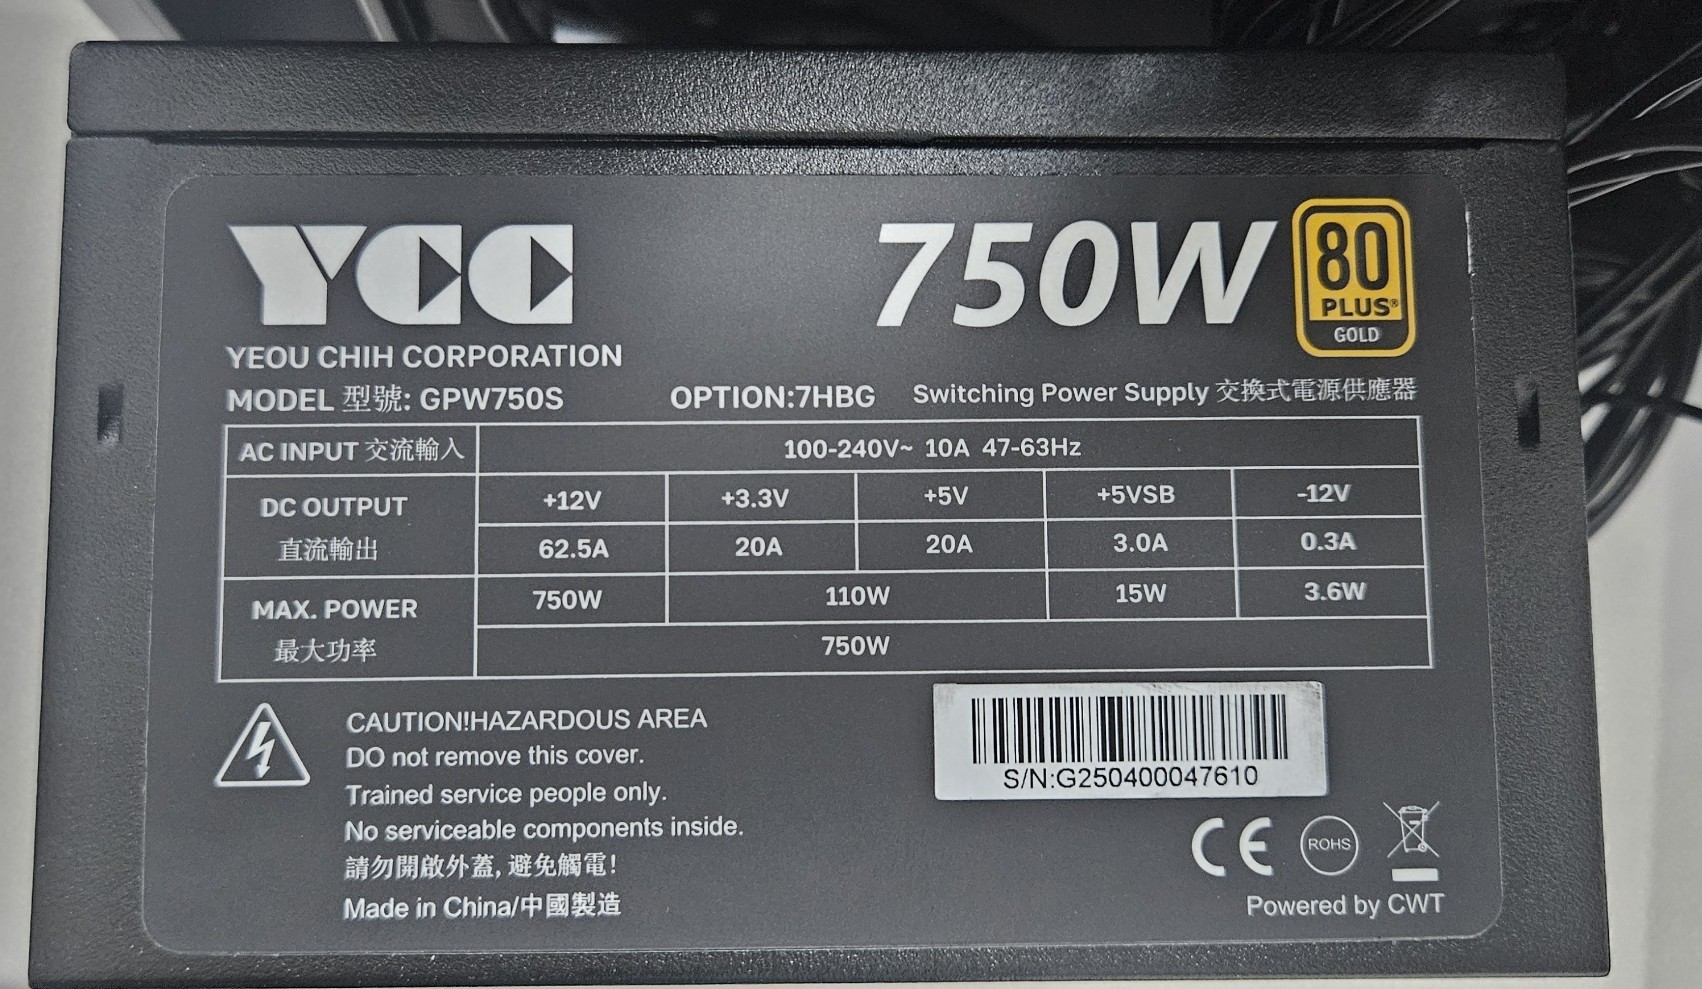 YCC
750W
80
PLUS®
GOLD
YEOU CHIH CORPORATION
MODEL 型號: GPW750S OPTION:7HBG Switching Power Supply 交換式電源供應器
AC INPUT 交流輸入 100-240V~ 10A 47-63Hz
DC OUTPUT 直流輸出 +12V +3.3V +5V +5VSB -12V
62.5A 20A 20A 3.0A 0.3A
MAX. POWER 最大功率 750W 110W 15W 3.6W
750W
CAUTION!HAZARDOUS AREA
DO not remove this cover.
Trained service people only.
No serviceable components inside.
請勿開啟外蓋, 避免觸電!
Made in China/中國製造
S/N:G250400047610
CE
ROHS
Powered by CWT